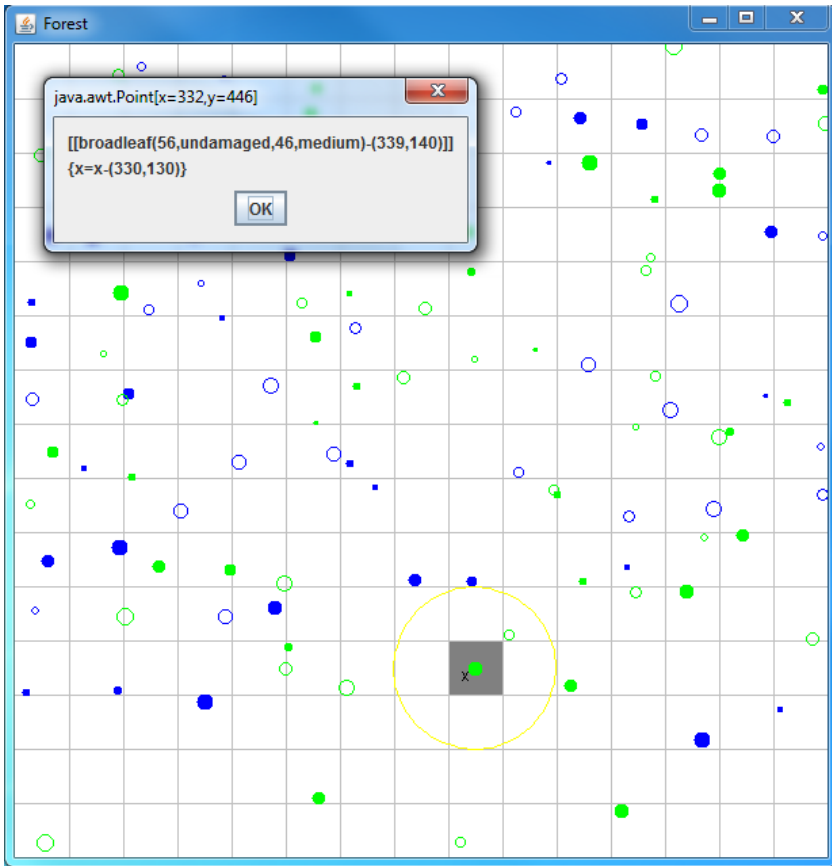 Forest
java.awt.Point[x=332,y=446]
[[broadleaf(56,undamaged,46,medium)-(339,140)]]
{x=x-(330,130)}
OK
x